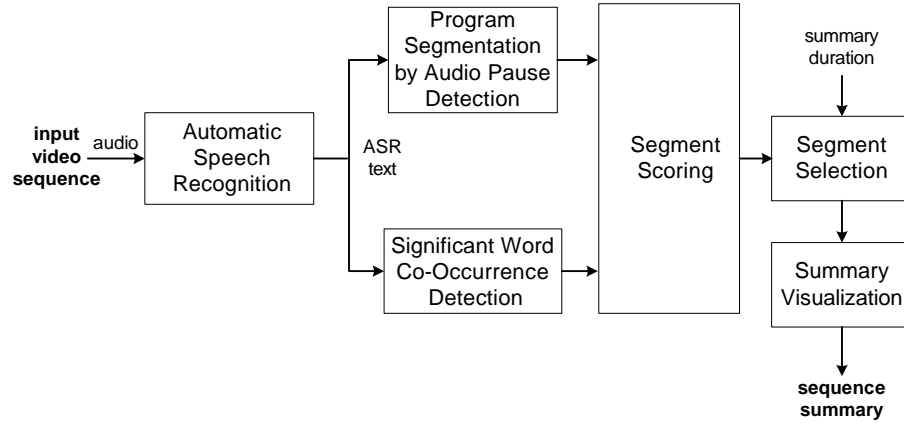 input
video
sequence
audio
Automatic
Speech
Recognition
ASR
text
Program
Segmentation
by Audio Pause
Detection
Significant Word
Co-Occurrence
Detection
Segment
Scoring
summary
duration
Segment
Selection
Summary
Visualization
sequence
summary